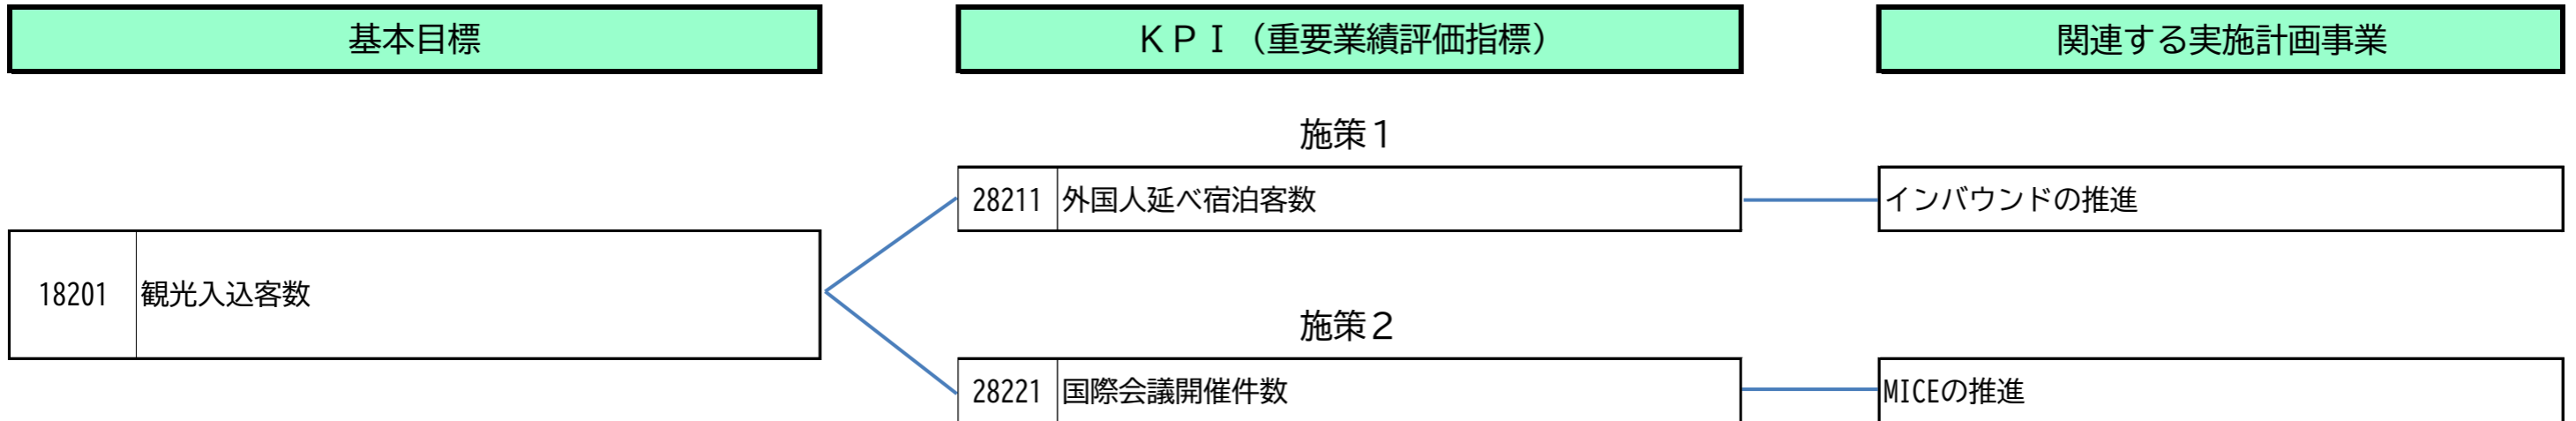 基本目標
ＫＰＩ（重要業績評価指標）
関連する実施計画事業
施策１
28211 外国人延べ宿泊客数
インバウンドの推進
18201 観光入込客数
施策２
28221 国際会議開催件数
MICEの推進